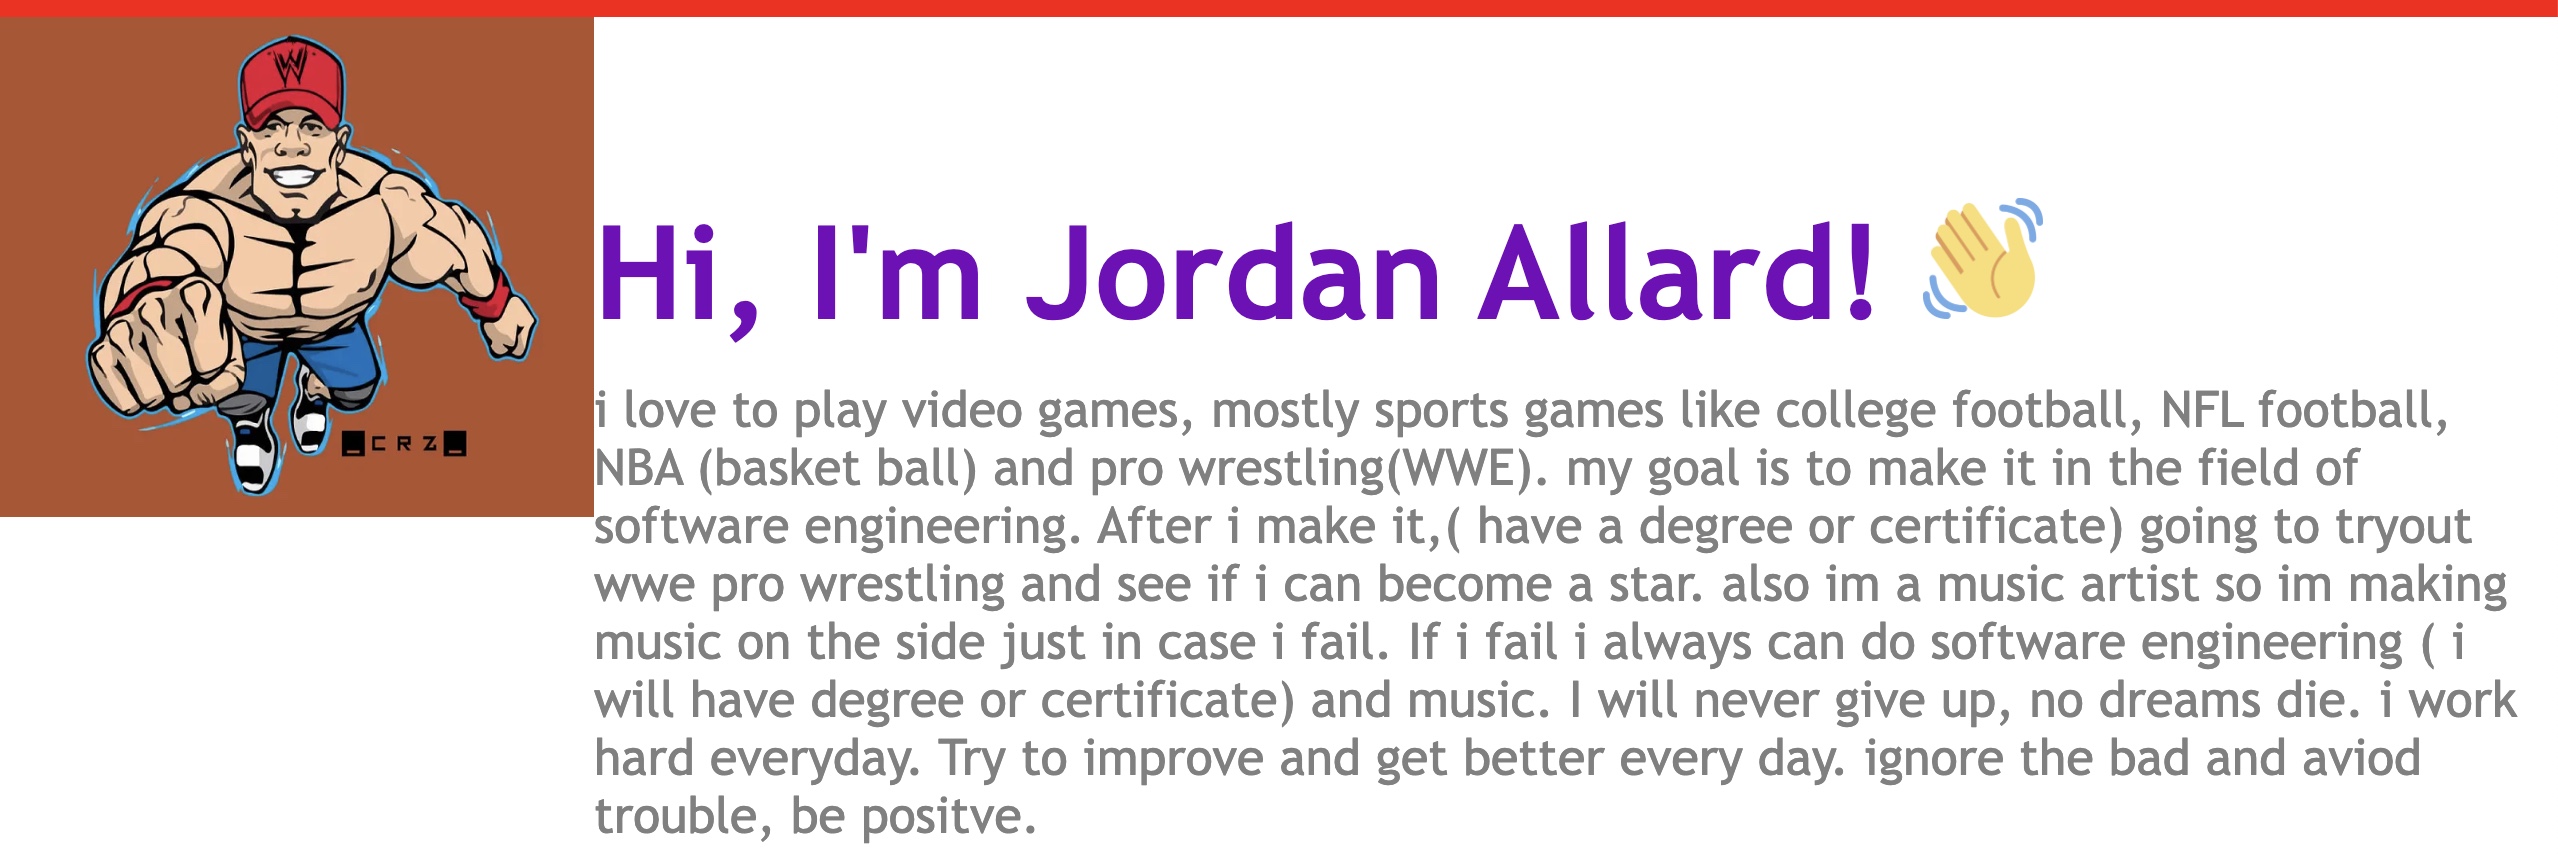 Hi, I'm Jordan Allard! 👋
i love to play video games, mostly sports games like college football, NFL football,
NBA (basket ball) and pro wrestling(WWE). my goal is to make it in the field of
software engineering. After i make it,( have a degree or certificate) going to tryout
wwe pro wrestling and see if i can become a star. also im a music artist so im making
music on the side just in case i fail. If i fail i always can do software engineering ( i
will have degree or certificate) and music. I will never give up, no dreams die. i work
hard everyday. Try to improve and get better every day. ignore the bad and aviod
trouble, be positve.
W
CRZ